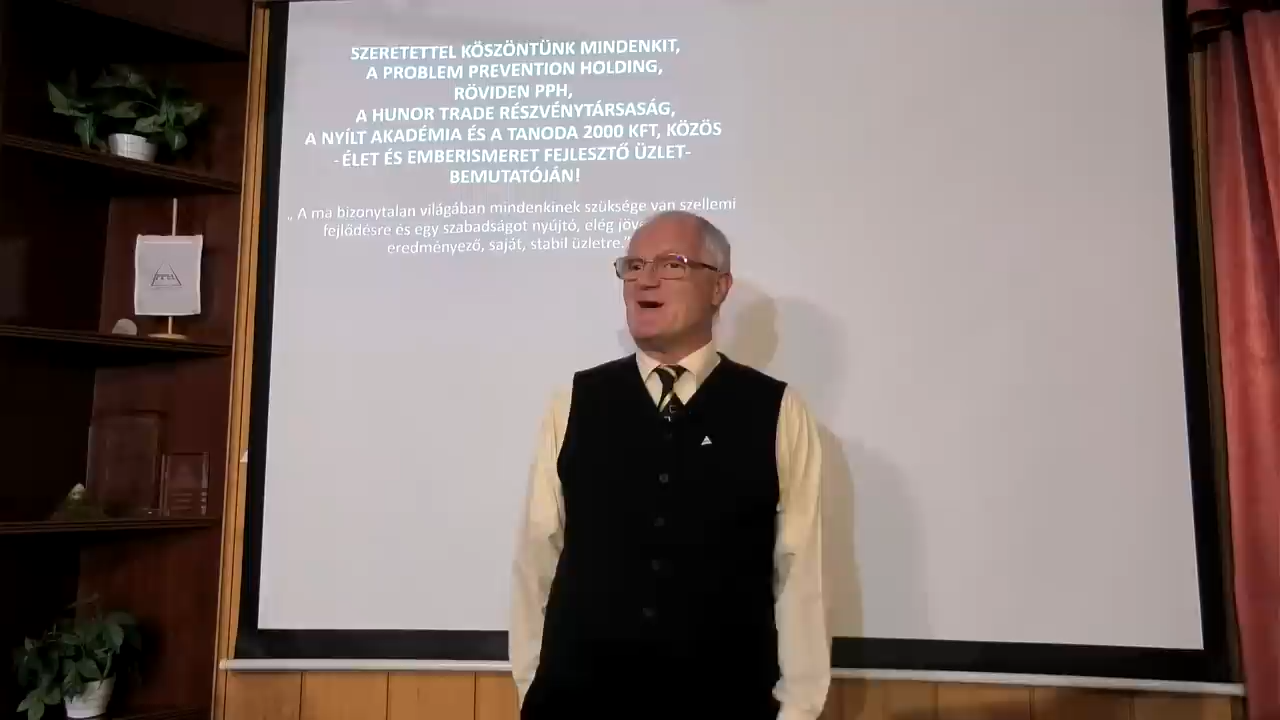 SZERETETTEL KÖSZÖNTÜNK MINDENKIT,
A PROBLEM PREVENTION HOLDING,
RÖVIDEN PPH,
A HUNOR TRADE RÉSZVÉNYTÁRSASÁG,
A NYÍLT AKADÉMIA ÉS A TANODA 2000 KFT, KÖZÖS
- ÉLET ÉS EMBERISMERET FEJLESZTŐ ÜZLET-
BEMUTATÓJÁN!
„ A ma bizonytalan világában mindenkinek szüksége van szellemi
fejlődésre és egy szabadságot nyújtó, elég
eredményező, saját, stabil üzletre."